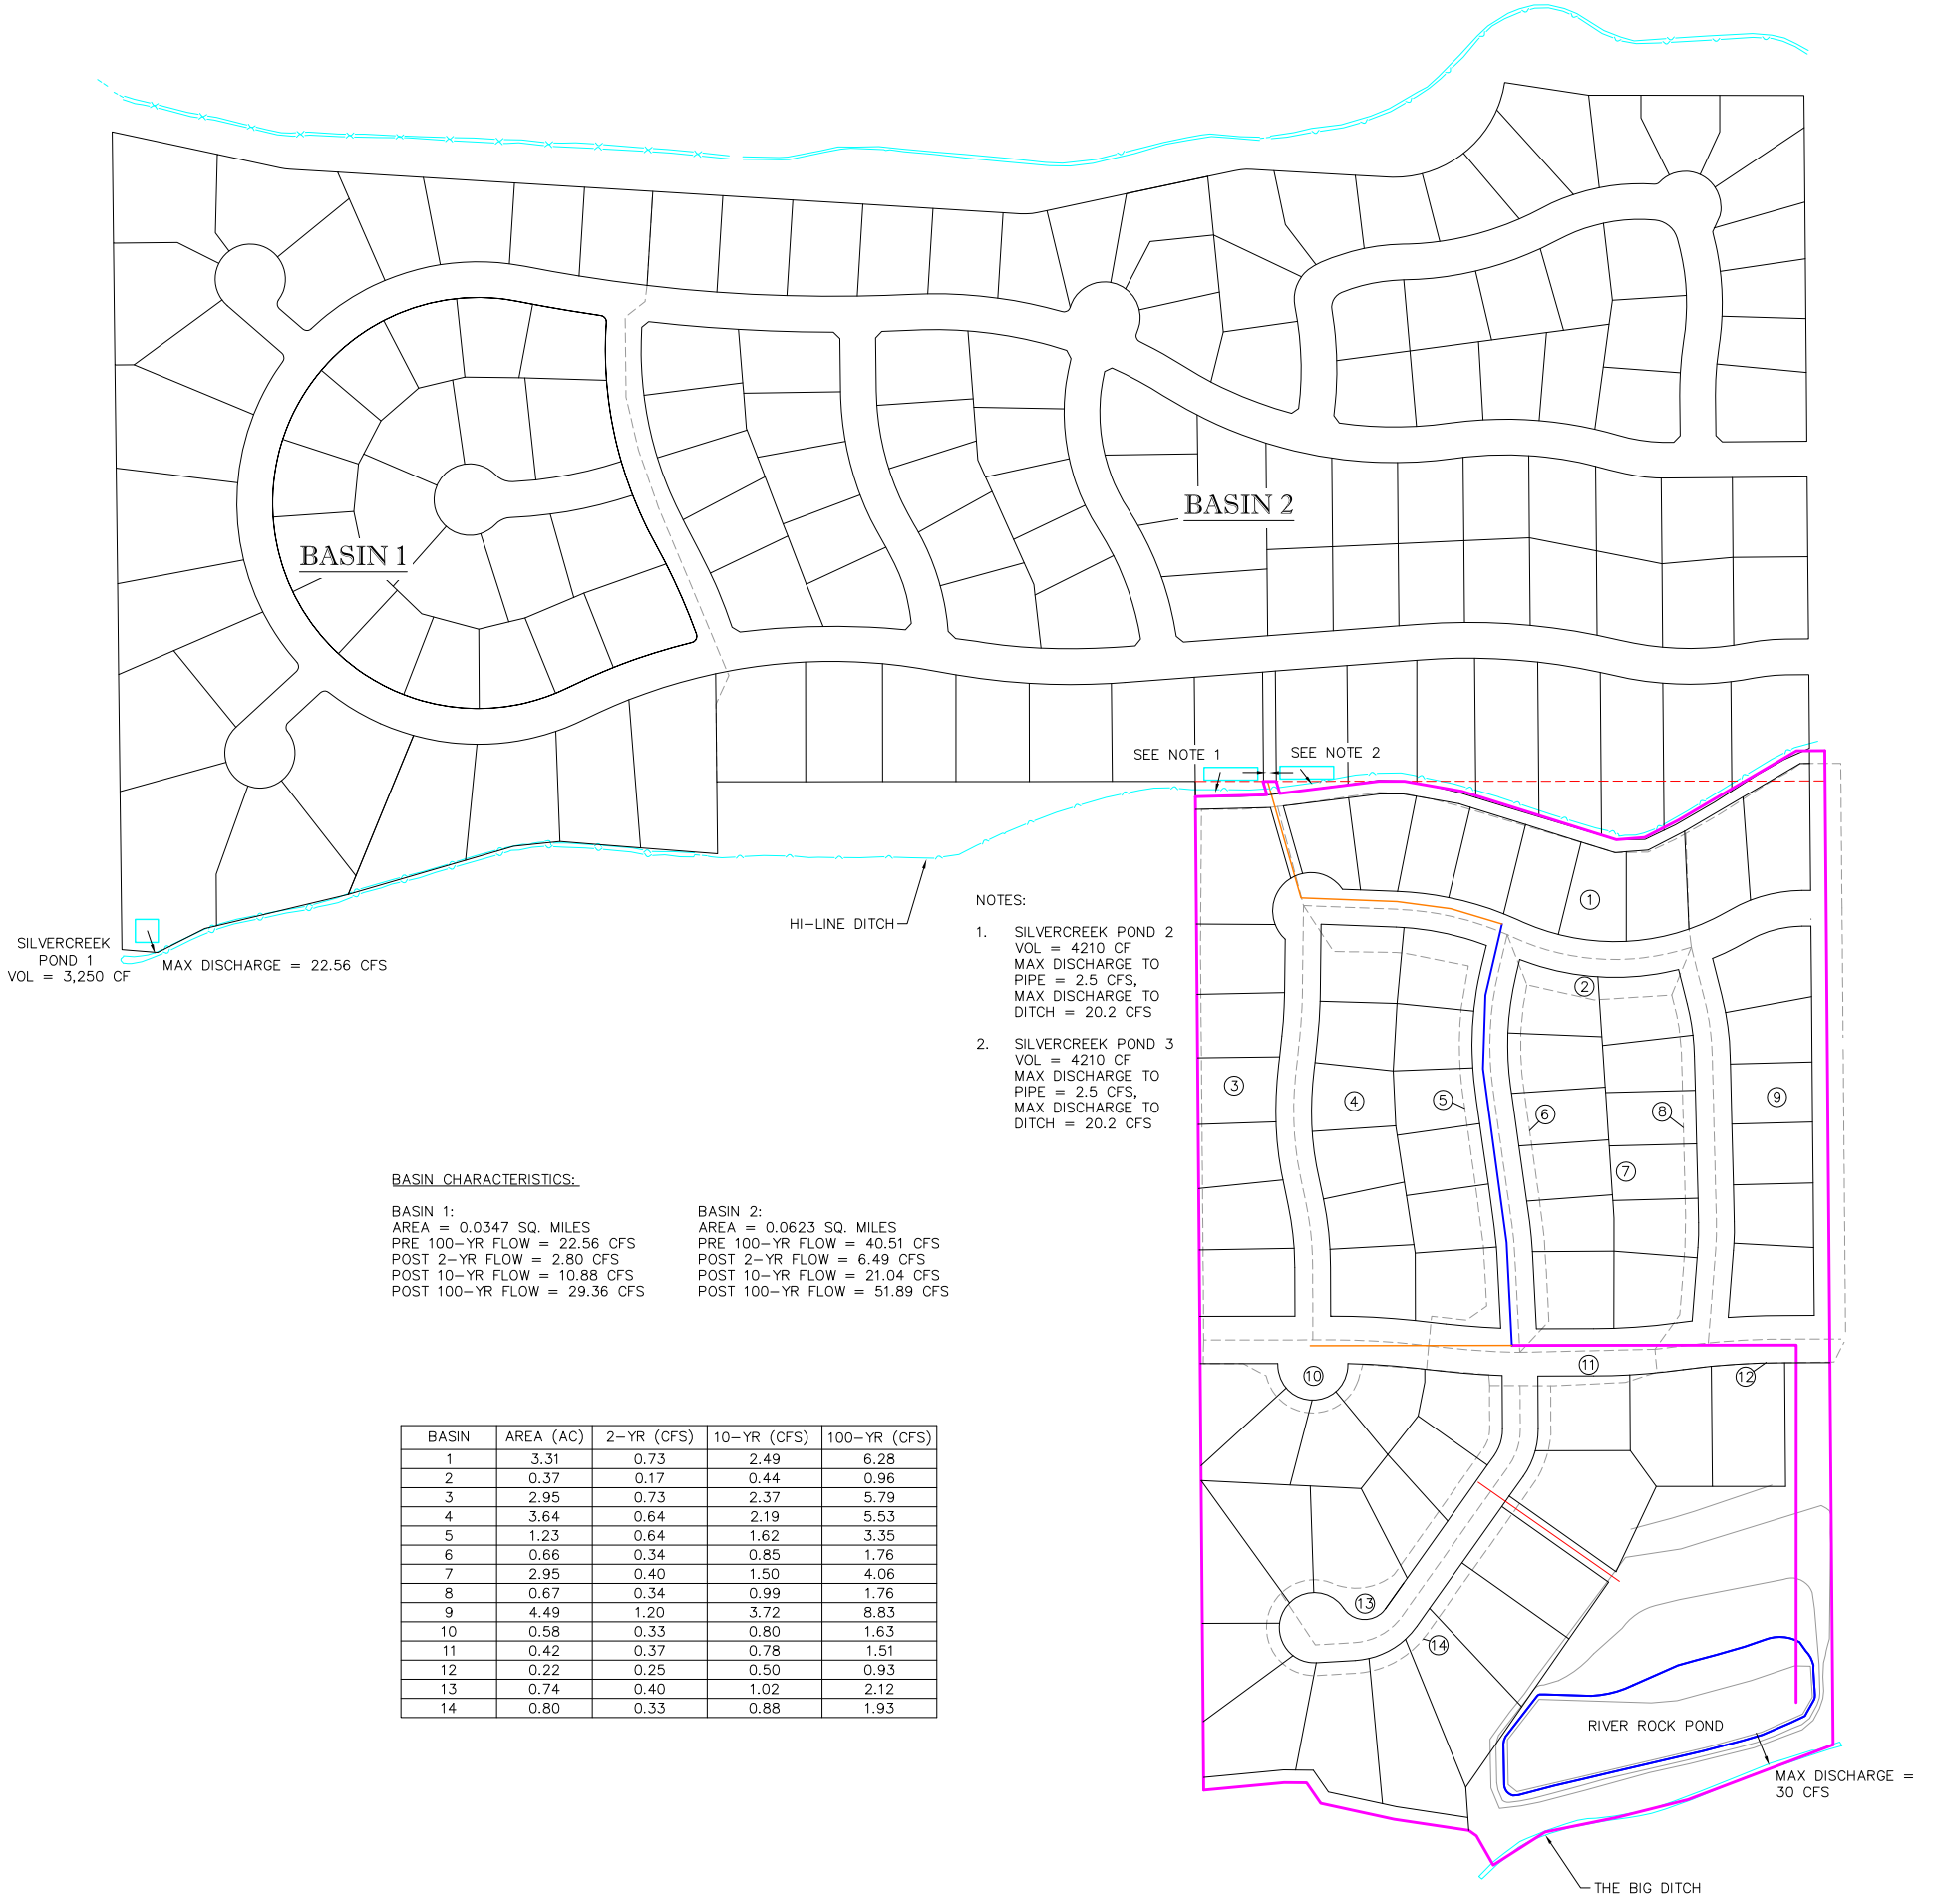 BASIN 1
BASIN 2
SEE NOTE 1
SEE NOTE 2
HI-LINE DITCH
SILVERCREEK
POND 1
VOL = 3,250 CF
MAX DISCHARGE = 22.56 CFS
NOTES:
1. SILVERCREEK POND 2
VOL = 4210 CF
MAX DISCHARGE TO
PIPE = 2.5 CFS,
MAX DISCHARGE TO
DITCH = 20.2 CFS
2. SILVERCREEK POND 3
VOL = 4210 CF
MAX DISCHARGE TO
PIPE = 2.5 CFS,
MAX DISCHARGE TO
DITCH = 20.2 CFS
1
2
3
4
5
6
7
8
9
10
11
12
13
14
BASIN CHARACTERISTICS:
BASIN 1:
AREA = 0.0347 SQ. MILES
PRE 100-YR FLOW = 22.56 CFS
POST 2-YR FLOW = 2.80 CFS
POST 10-YR FLOW = 10.88 CFS
POST 100-YR FLOW = 29.36 CFS
BASIN 2:
AREA = 0.0623 SQ. MILES
PRE 100-YR FLOW = 40.51 CFS
POST 2-YR FLOW = 6.49 CFS
POST 10-YR FLOW = 21.04 CFS
POST 100-YR FLOW = 51.89 CFS
BASIN AREA (AC) 2-YR (CFS) 10-YR (CFS) 100-YR (CFS)
1 3.31 0.73 2.49 6.28
2 0.37 0.17 0.44 0.96
3 2.95 0.73 2.37 5.79
4 3.64 0.64 2.19 5.53
5 1.23 0.64 1.62 3.35
6 0.66 0.34 0.85 1.76
7 2.95 0.40 1.50 4.06
8 0.67 0.34 0.99 1.76
9 4.49 1.20 3.72 8.83
10 0.58 0.33 0.80 1.63
11 0.42 0.37 0.78 1.51
12 0.22 0.25 0.50 0.93
13 0.74 0.40 1.02 2.12
14 0.80 0.33 0.88 1.93
RIVER ROCK POND
MAX DISCHARGE =
30 CFS
THE BIG DITCH